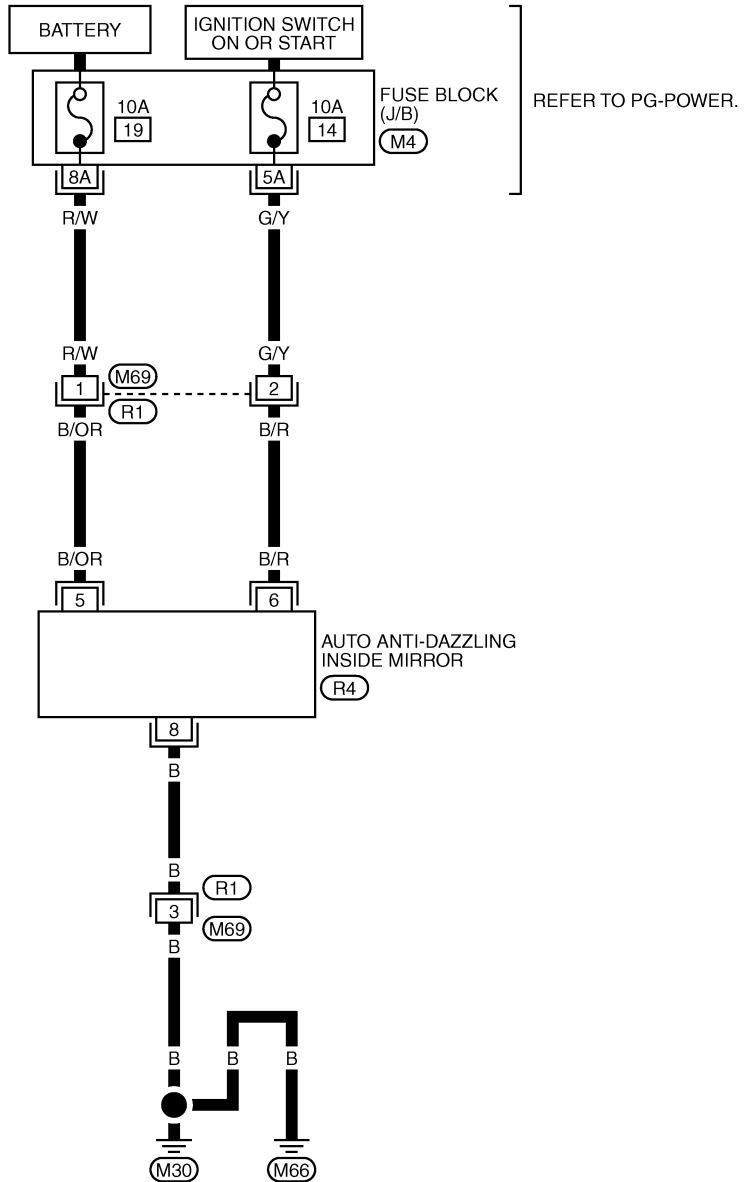 BATTERY
IGNITION SWITCH
ON OR START
10A
19
10A
14
FUSE BLOCK
(J/B)
M4
REFER TO PG-POWER.
8A
5A
R/W
G/Y
R/W
G/Y
1
M69
2
R1
B/OR
B/R
B/OR
B/R
5
6
AUTO ANTI-DAZZLING
INSIDE MIRROR
R4
8
B
B
R1
3
M69
B
B
B
B
M30
M66